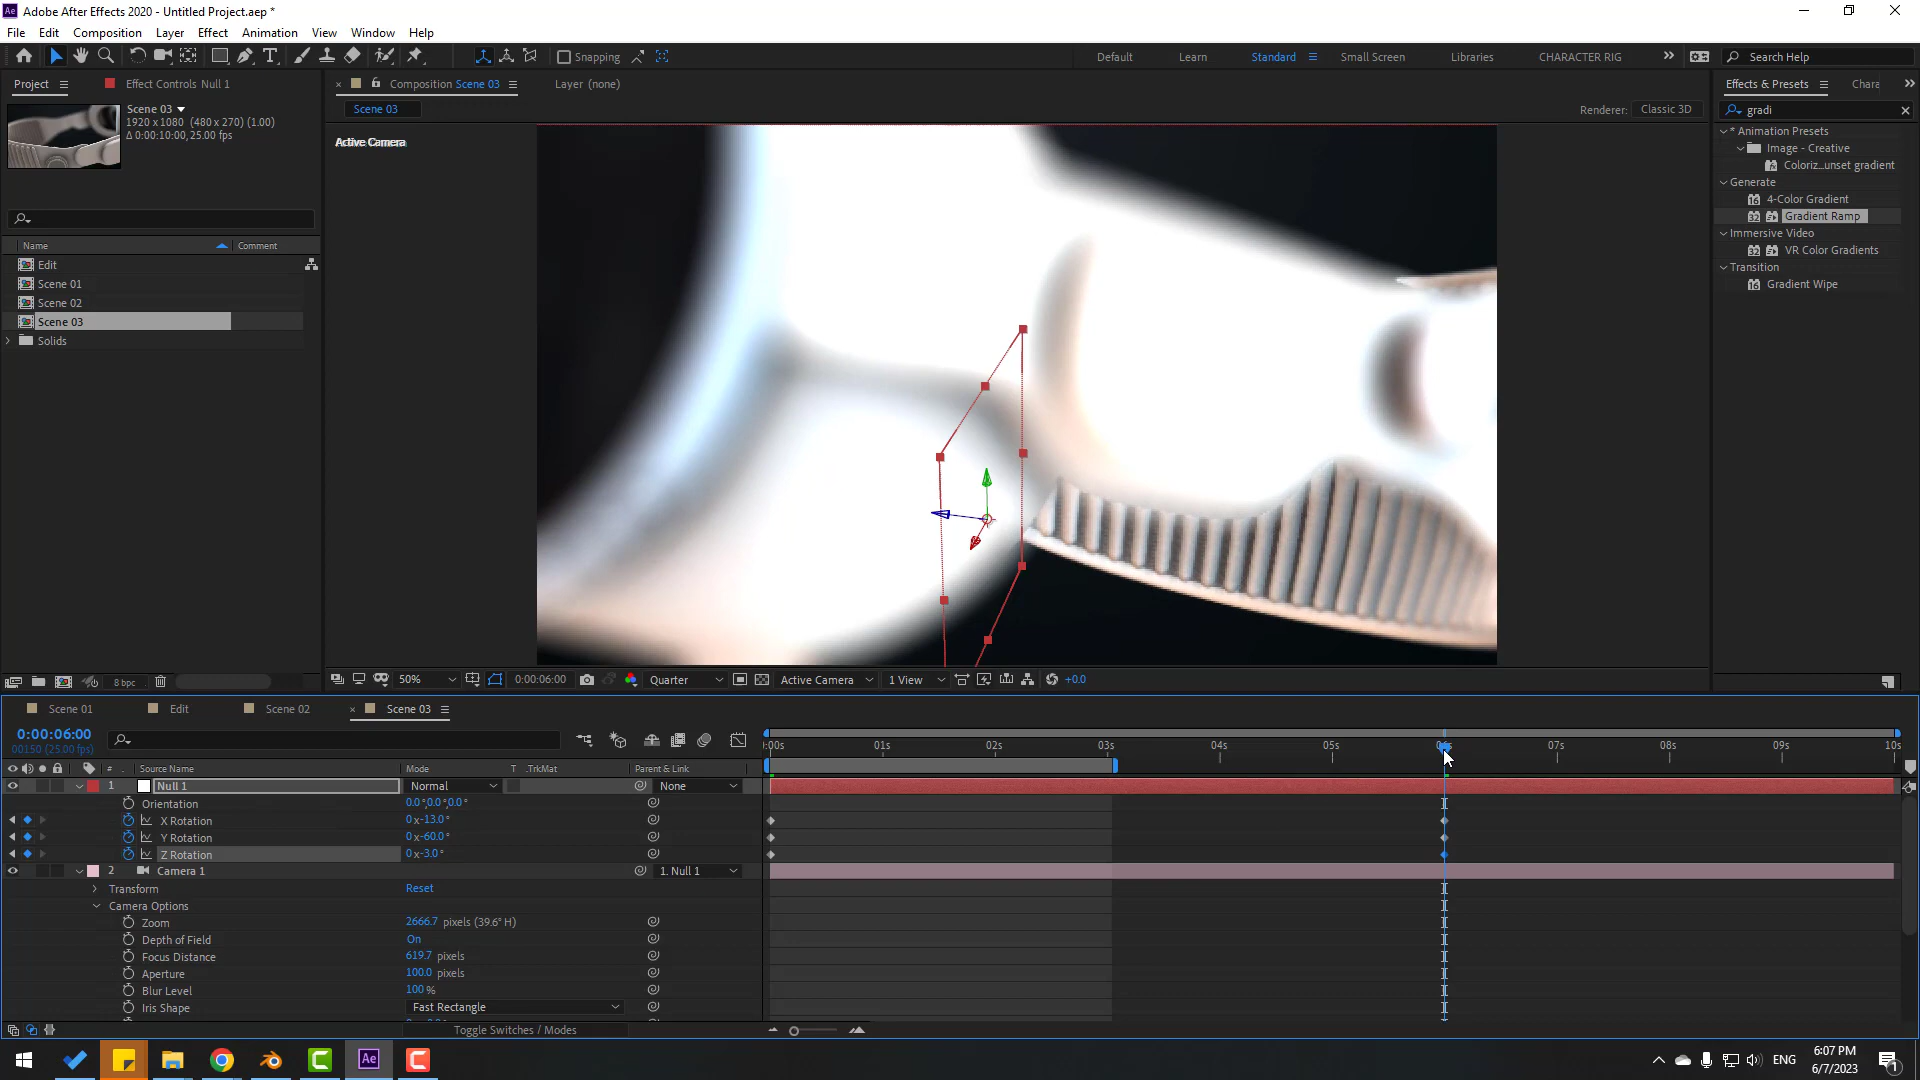 Adobe After Effects 2020 - Untitled Project.aep *
File Edit Composition Layer Effect Animation View Window Help
Snapping Default Learn Standard Small Screen Libraries CHARACTER RIG Search Help
Project Effect Controls Null 1 Composition Scene 03 Layer (none) Effects & Presets Chara
Scene 03
1920 x 1080 (480 x 270) (1.00)
Δ 0:00:10:00, 25.00 fps
Scene 03 Renderer: Classic 3D gradi
Active Camera
* Animation Presets
Image - Creative
Coloriz...unset gradient
Generate
4-Color Gradient
Gradient Ramp
Immersive Video
VR Color Gradients
Transition
Gradient Wipe
Name Comment
Edit
Scene 01
Scene 02
Scene 03
Solids
8 bpc 50% 0:00:06:00 Quarter Active Camera 1 View +0.0
Scene 01 Edit Scene 02 Scene 03
0:00:06:00
00150 (25.00 fps)
:00s 01s 02s 03s 04s 05s 07s 08s 09s 10s
# Source Name Mode T .TrkMat Parent & Link
1 Null 1 Normal None
Orientation 0.0°,0.0°,0.0°
X Rotation 0x-13.0°
Y Rotation 0x-60.0°
Z Rotation 0x-3.0°
2 Camera 1 1. Null 1
Transform Reset
Camera Options
Zoom 2666.7 pixels (39.6° H)
Depth of Field On
Focus Distance 619.7 pixels
Aperture 100.0 pixels
Blur Level 100 %
Iris Shape Fast Rectangle
Toggle Switches / Modes
Ae ENG 6:07 PM
6/7/2023